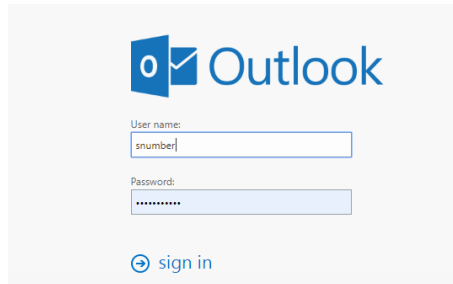 Outlook
User name:
snumber
Password:
•••••••••••
sign in